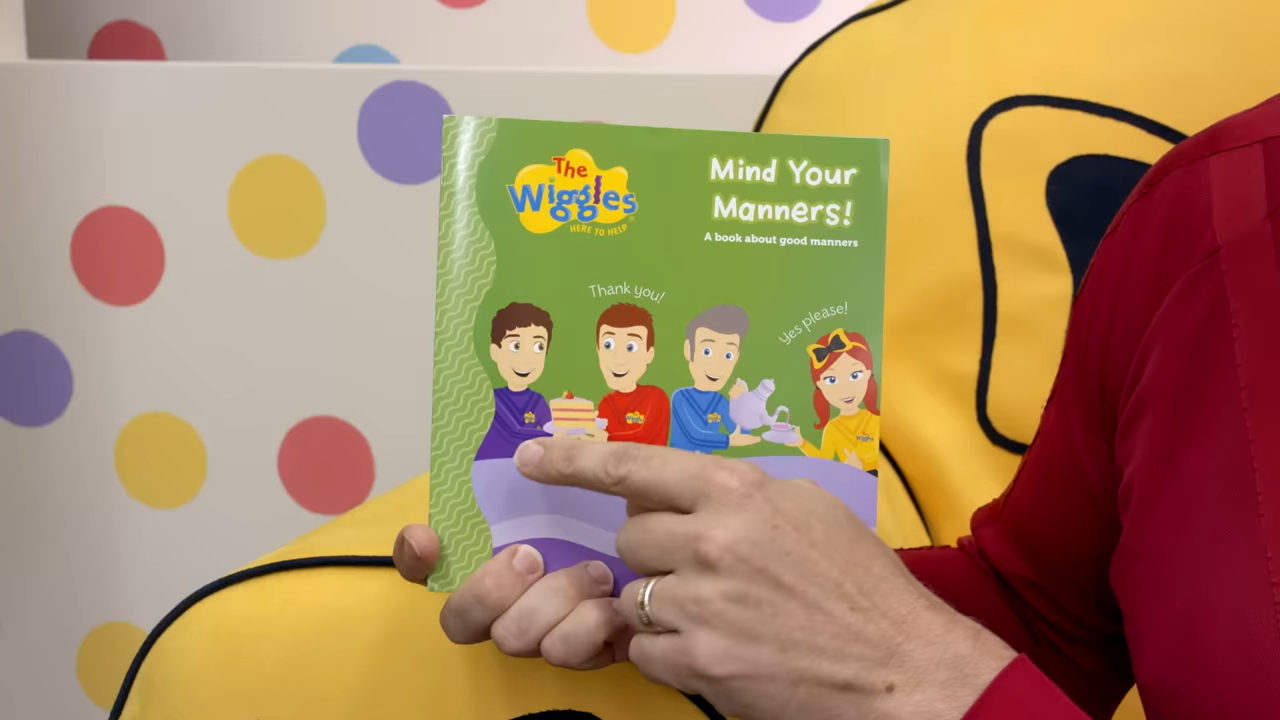 The
Wiggles
HERE TO HELP
Mind Your
Manners!
A book about good manners
Thank you!
Yes please!